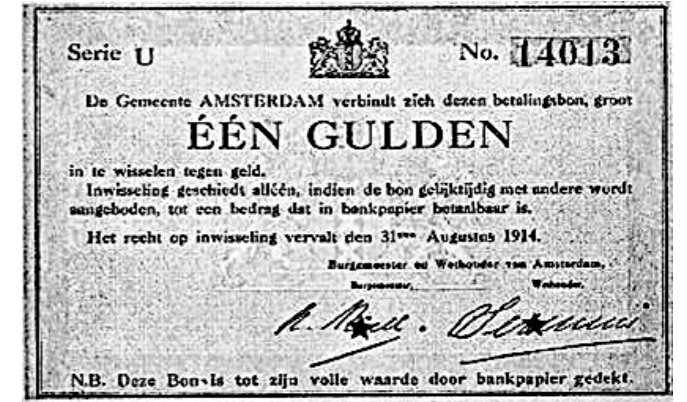 Serie U No. 14013
De Gemeente AMSTERDAM verbindt zich dezen betalingsbon, groot
ÉÉN GULDEN
in te wisselen tegen geld.
Inwisseling geschiedt alléén, indien de bon gelijktijdig met andere wordt
aangeboden, tot een bedrag dat in bankpapier betaalbaar is.
Het recht op inwisseling vervalt den 31sten Augustus 1914.
Burgemeester en Wethouder van Amsterdam,
Burgemeester, Wethouder,
N.B. Deze Bon is tot zijn volle waarde door bankpapier gedekt.